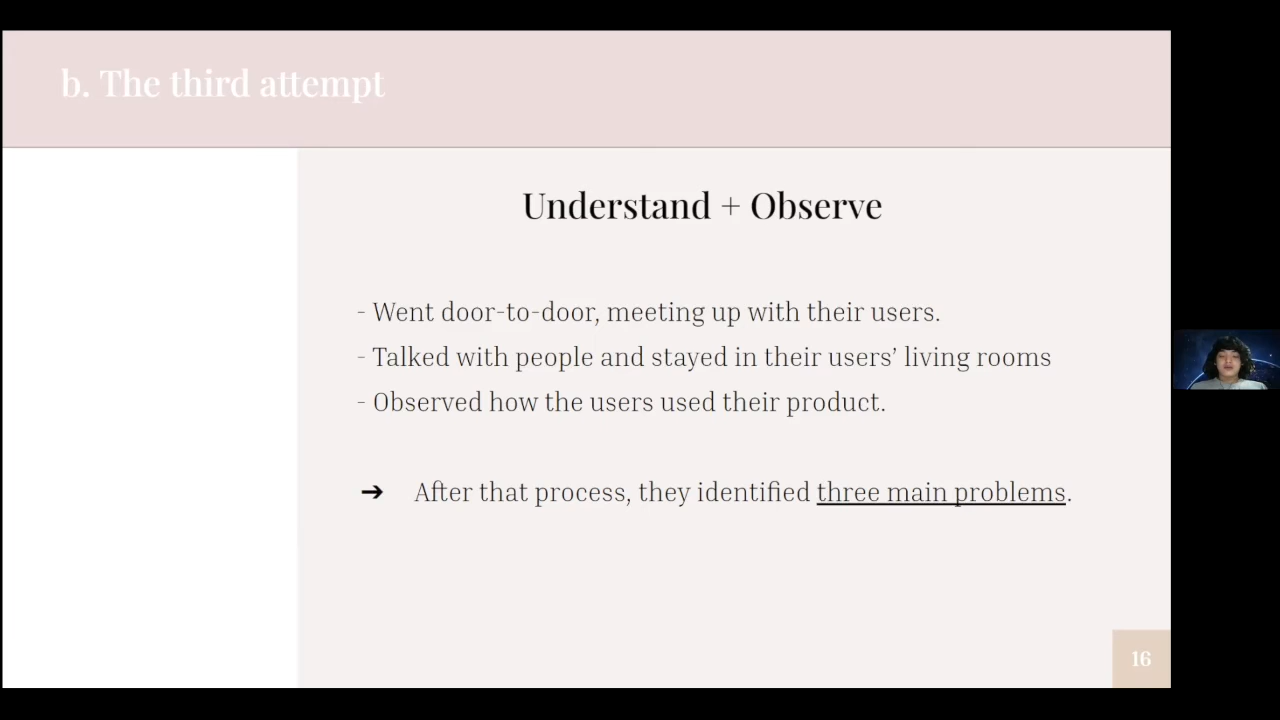 b. The third attempt
Understand + Observe
- Went door-to-door, meeting up with their users.
- Talked with people and stayed in their users’ living rooms
- Observed how the users used their product.
➔ After that process, they identified three main problems.
16